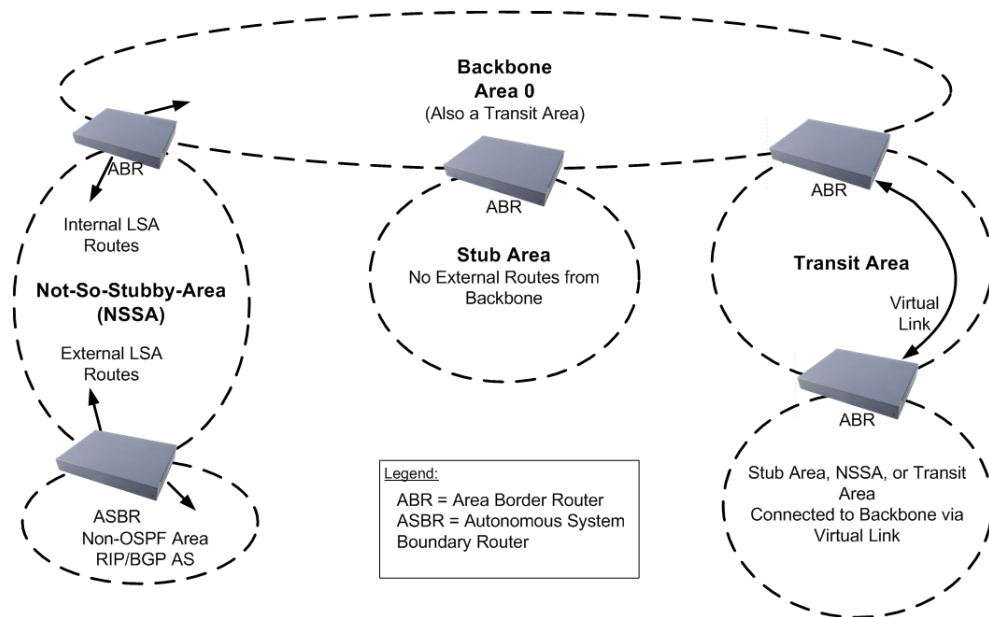 Backbone
Area 0
(Also a Transit Area)
ABR
ABR
ABR
Internal LSA
Routes
Not-So-Stubby-Area
(NSSA)
External LSA
Routes
Stub Area
No External Routes from
Backbone
Transit Area
Virtual
Link
ABR
ASBR
Non-OSPF Area
RIP/BGP AS
Legend:
ABR = Area Border Router
ASBR = Autonomous System
Boundary Router
Stub Area, NSSA, or Transit
Area
Connected to Backbone via
Virtual Link